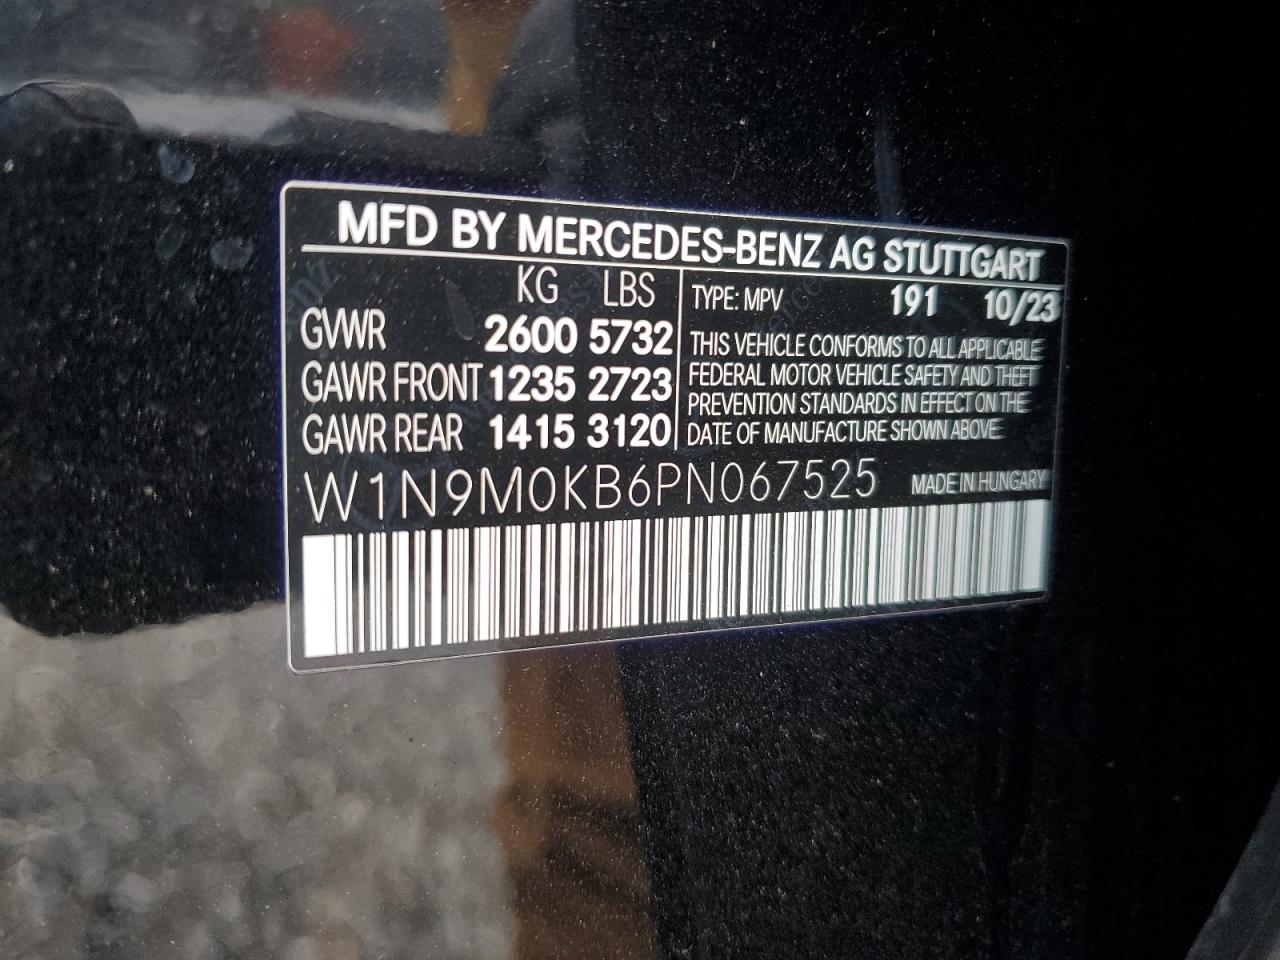 MFD BY MERCEDES-BENZ AG STUTTGART
KG LBS
GVWR 2600 5732
GAWR FRONT 1235 2723
GAWR REAR 1415 3120
TYPE: MPV 191 10/23
THIS VEHICLE CONFORMS TO ALL APPLICABLE
FEDERAL MOTOR VEHICLE SAFETY AND THEFT
PREVENTION STANDARDS IN EFFECT ON THE
DATE OF MANUFACTURE SHOWN ABOVE
W1N9M0KB6PN067525 MADE IN HUNGARY